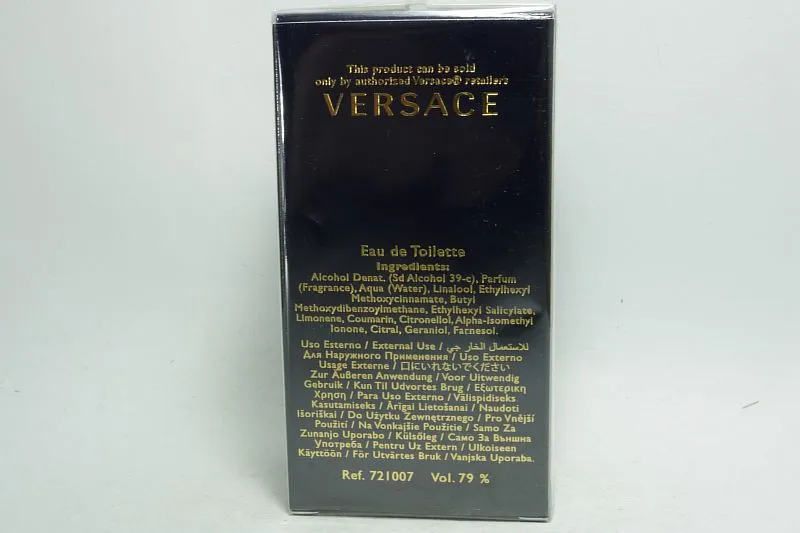 This product can be sold
only by authorized Versace® retailers
VERSACE
Eau de Toilette
Ingredients:
Alcohol Denat. (Sd Alcohol 39-c), Parfum
(Fragrance), Aqua (Water), Linalool, Ethylhexyl
Methoxycinnamate, Butyl
Methoxydibenzoylmethane, Ethylhexyl Salicylate,
Limonene, Coumarin, Citronellol, Alpha-Isomethyl
Ionone, Citral, Geraniol, Farnesol.
Uso Esterno / External Use / للاستعمال الخار جي /
Для Наружного Применения / Uso Externo
Usage Externe / 口にいれないでください
Zur Äußeren Anwendung / Voor Uitwendig
Gebruik / Kun Til Udvortes Brug / Εξωτερικη
Χρηση / Para Uso Externo / Välispidiseks
Kasutamiseks / Ārīgai Lietošanai / Naudoti
Išoriškai / Do Użytku Zewnętrznego / Pro Vnější
Použití / Na Vonkajšie Použitie / Samo Za
Zunanjo Uporabo / Külsőleg / Само За Външна
Употреба / Pentru Uz Extern / Ulkoiseen
Käyttöön / För Utvärtes Bruk / Vanjska Uporaba.
Ref. 721007 Vol. 79 %